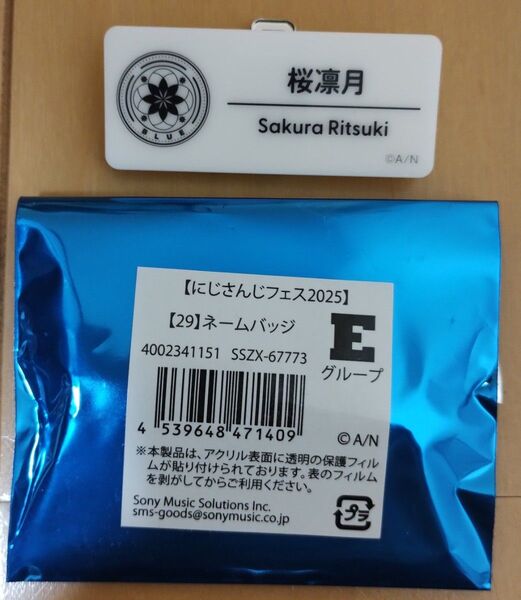 桜凛月
Sakura Ritsuki
BLUE
©A/N
【にじさんじフェス2025】
【29】ネームバッジ
E
グループ
4002341151 SSZX-67773
4 539648 471409
©A/N
※本製品は、アクリル表面に透明の保護フィル
ムが貼り付けられております。表のフィルム
を剥がしてからご利用ください。
Sony Music Solutions Inc.
sms-goods@sonymusic.co.jp
プラ